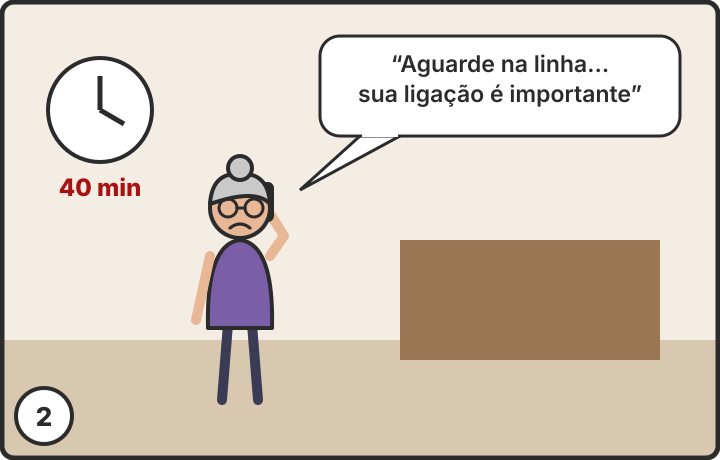 “Aguarde na linha...
sua ligação é importante”
40 min
2